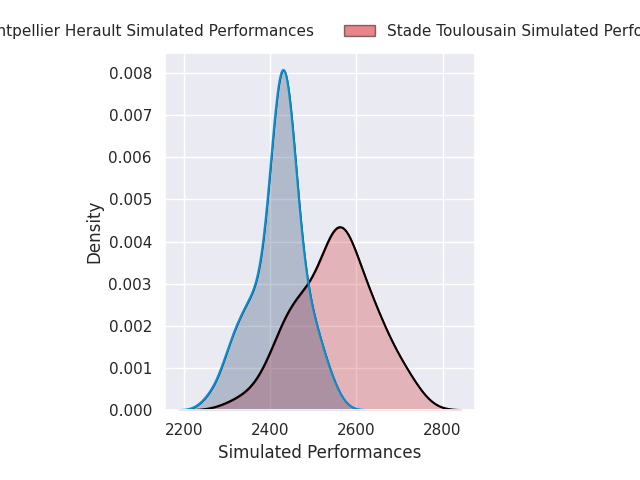 ntpellier Herault Simulated Performances Stade Toulousain Simulated Perfo
0.008
0.007
0.006
0.005
0.004
0.003
0.002
0.001
0.000
Density
2200 2400 2600 2800
Simulated Performances